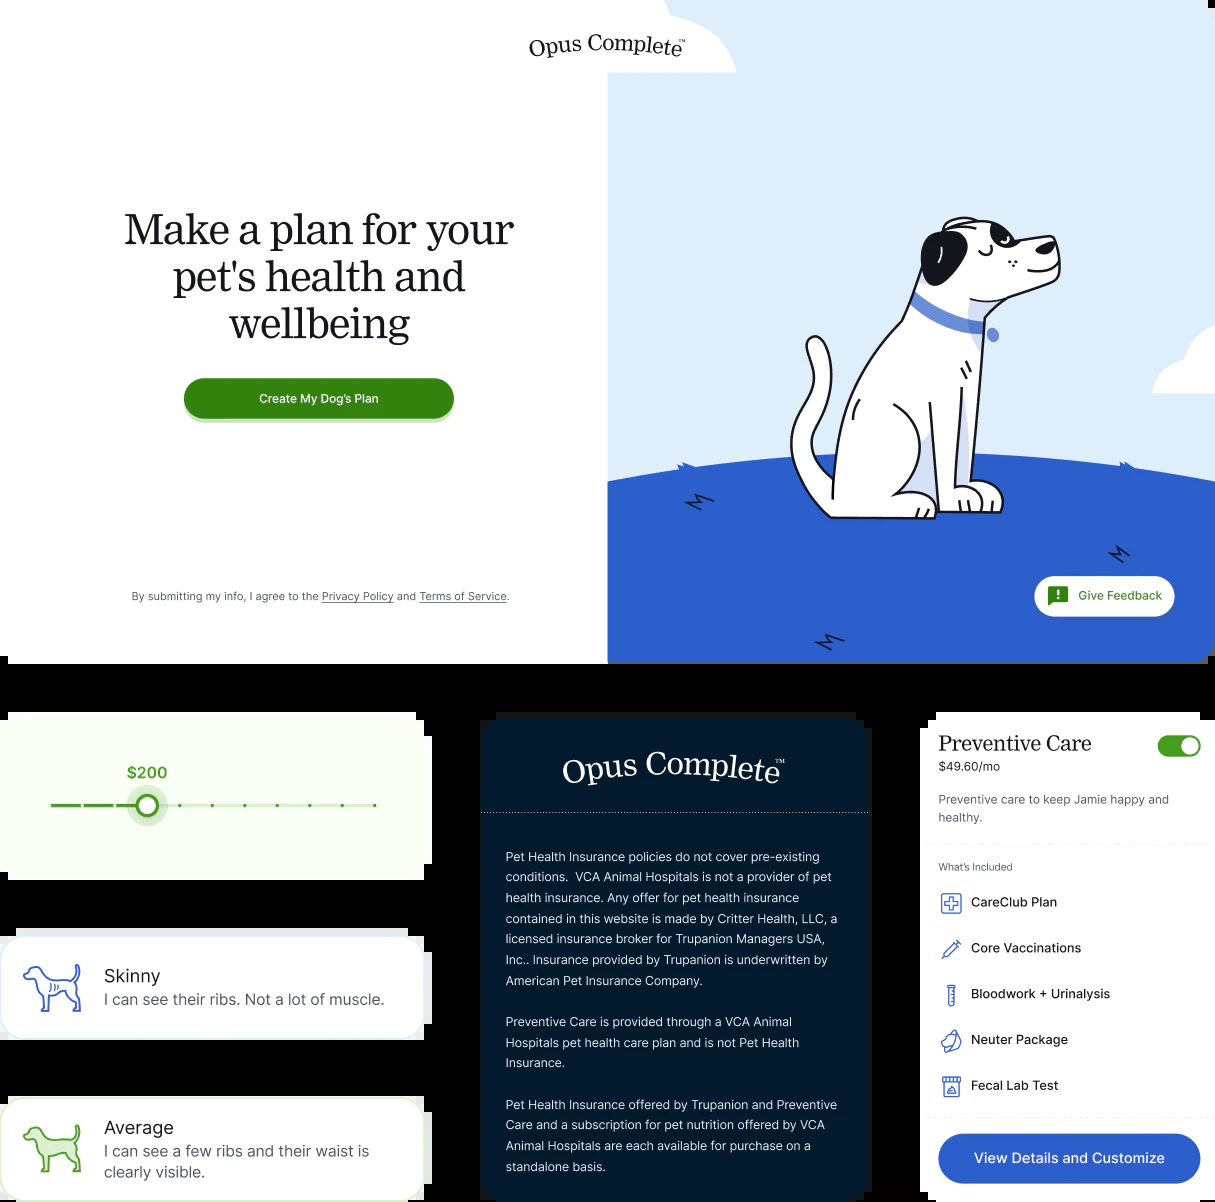 Opus Complete™
Make a plan for your
pet's health and
wellbeing
Create My Dog's Plan
By submitting my info, I agree to the Privacy Policy and Terms of Service.
Give Feedback
$200
Skinny
I can see their ribs. Not a lot of muscle.
Average
I can see a few ribs and their waist is
clearly visible.
Opus Complete™
Pet Health Insurance policies do not cover pre-existing
conditions.  VCA Animal Hospitals is not a provider of pet
health insurance. Any offer for pet health insurance
contained in this website is made by Critter Health, LLC, a
licensed insurance broker for Trupanion Managers USA,
Inc.. Insurance provided by Trupanion is underwritten by
American Pet Insurance Company.
Preventive Care is provided through a VCA Animal
Hospitals pet health care plan and is not Pet Health
Insurance.
Pet Health Insurance offered by Trupanion and Preventive
Care and a subscription for pet nutrition offered by VCA
Animal Hospitals are each available for purchase on a
standalone basis.
Preventive Care
$49.60/mo
Preventive care to keep Jamie happy and
healthy.
What's Included
CareClub Plan
Core Vaccinations
Bloodwork + Urinalysis
Neuter Package
Fecal Lab Test
View Details and Customize